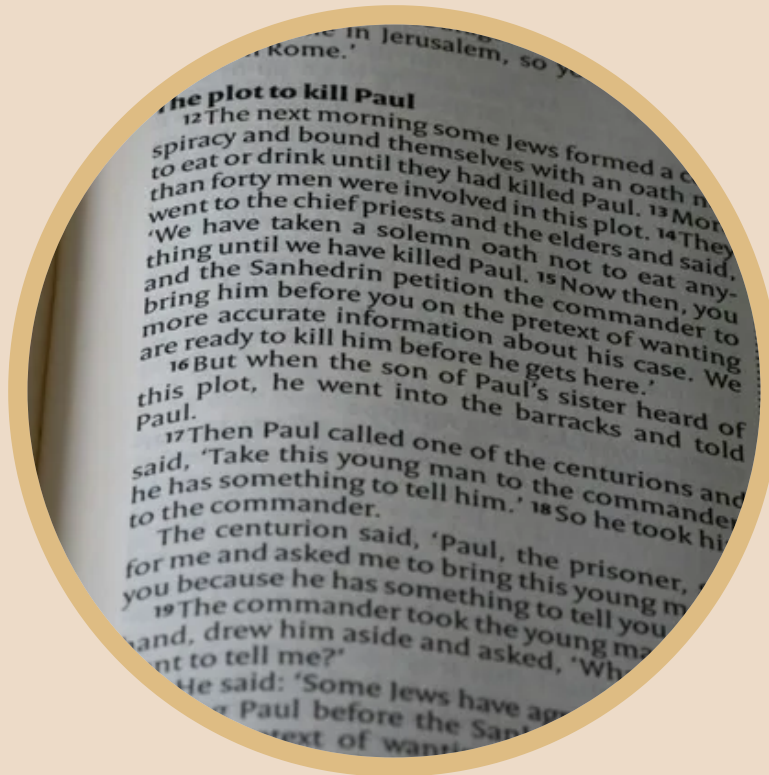 in Jerusalem, so
Rome.’
The plot to kill Paul
12 The next morning some Jews formed a
spiracy and bound themselves with an oath
to eat or drink until they had killed Paul. 13 Mor
than forty men were involved in this plot. 14 They
went to the chief priests and the elders and said,
‘We have taken a solemn oath not to eat any-
thing until we have killed Paul. 15 Now then, you
and the Sanhedrin petition the commander to
bring him before you on the pretext of wanting
more accurate information about his case. We
are ready to kill him before he gets here.’
16 But when the son of Paul’s sister heard of
this plot, he went into the barracks and told
Paul.
17 Then Paul called one of the centurions and
said, ‘Take this young man to the commander
he has something to tell him.’ 18 So he took hi
to the commander.
The centurion said, ‘Paul, the prisoner,
for me and asked me to bring this young m
you because he has something to tell you
19 The commander took the young ma
hand, drew him aside and asked, ‘Wh
nt to tell me?’
He said: ‘Some Jews have ag
Paul before the San
text of wanti